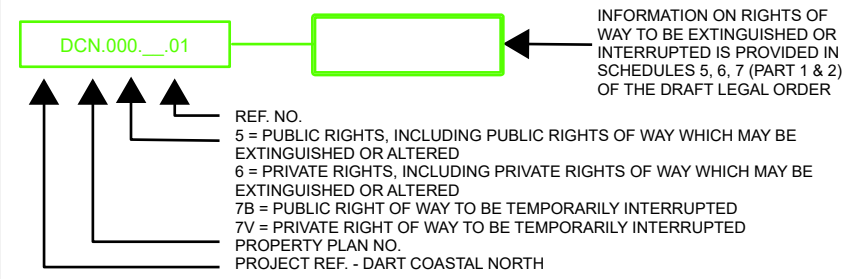 DCN.000.__.01
INFORMATION ON RIGHTS OF
WAY TO BE EXTINGUISHED OR
INTERRUPTED IS PROVIDED IN
SCHEDULES 5, 6, 7 (PART 1 & 2)
OF THE DRAFT LEGAL ORDER
REF. NO.
5 = PUBLIC RIGHTS, INCLUDING PUBLIC RIGHTS OF WAY WHICH MAY BE
EXTINGUISHED OR ALTERED
6 = PRIVATE RIGHTS, INCLUDING PRIVATE RIGHTS OF WAY WHICH MAY BE
EXTINGUISHED OR ALTERED
7B = PUBLIC RIGHT OF WAY TO BE TEMPORARILY INTERRUPTED
7V = PRIVATE RIGHT OF WAY TO BE TEMPORARILY INTERRUPTED
PROPERTY PLAN NO.
PROJECT REF. - DART COASTAL NORTH